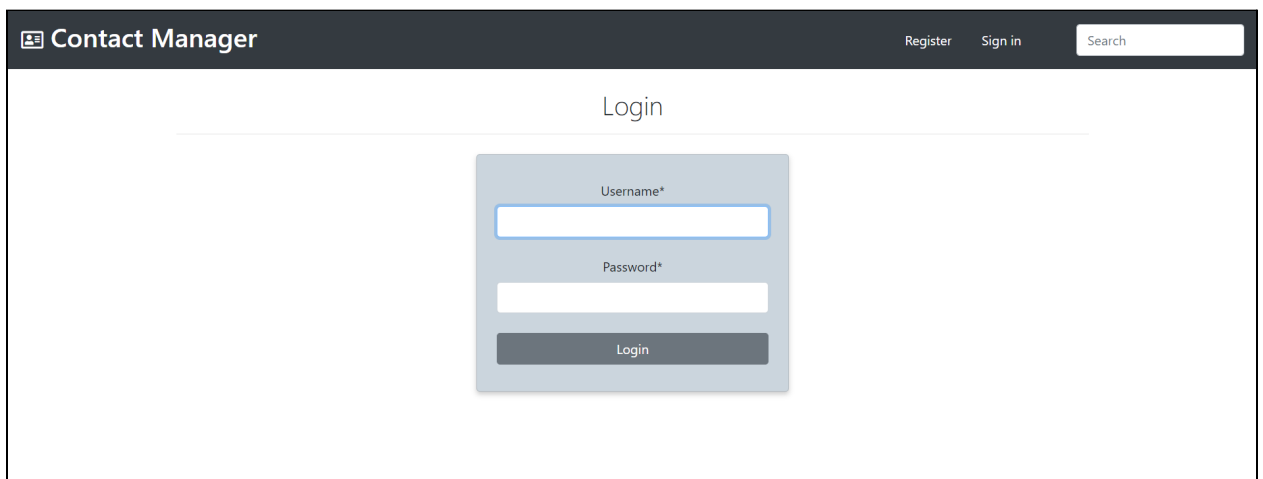 Contact Manager
Register Sign in Search
Login
Username*
Password*
Login